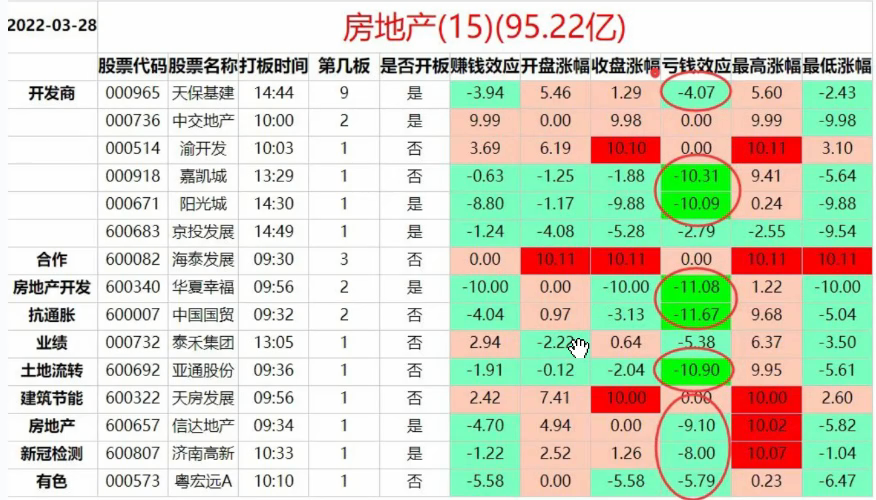 2022-03-28 房地产(15)(95.22亿)
股票代码 股票名称 打板时间 第几板 是否开板 赚钱效应 开盘涨幅 收盘涨幅 亏钱效应 最高涨幅 最低涨幅
开发商 000965 天保基建 14:44 9 是 -3.94 5.46 1.29 -4.07 5.60 -2.43
000736 中交地产 10:00 2 是 9.99 0.00 9.98 0.00 9.99 -9.98
000514 渝开发 10:03 1 否 3.69 6.19 10.10 0.00 10.11 3.10
000918 嘉凯城 13:29 1 否 -0.63 -1.25 -1.88 -10.31 9.41 -5.64
000671 阳光城 14:30 1 否 -8.80 -1.17 -9.88 -10.09 0.24 -9.88
600683 京投发展 14:49 1 否 -1.24 -4.08 -5.28 -2.79 -2.55 -9.54
合作 600082 海泰发展 09:30 3 否 0.00 10.11 10.11 0.00 10.11 10.11
房地产开发 600340 华夏幸福 09:56 2 是 -10.00 0.00 -10.00 -11.08 1.22 -10.00
抗通胀 600007 中国国贸 09:32 2 否 -4.04 0.97 -3.13 -11.67 9.68 -5.04
业绩 000732 泰禾集团 13:05 1 否 2.94 -2.22 0.64 -5.38 6.37 -3.50
土地流转 600692 亚通股份 09:36 1 否 -1.91 -0.12 -2.04 -10.90 9.95 -5.61
建筑节能 600322 天房发展 09:56 1 否 2.42 7.41 10.00 0.00 10.00 2.60
房地产 600657 信达地产 09:34 1 否 -4.70 4.94 0.00 -9.10 10.02 -5.82
新冠检测 600807 济南高新 10:33 1 否 -1.22 2.52 1.26 -8.00 10.07 -1.04
有色 000573 粤宏远A 10:10 1 否 -5.58 0.00 -5.58 -5.79 0.23 -6.47